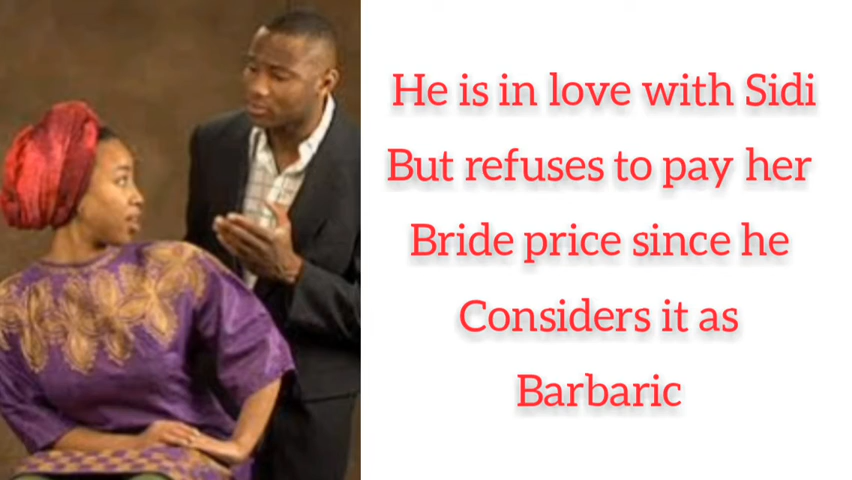 He is in love with Sidi
But refuses to pay her
Bride price since he
Considers it as
Barbaric